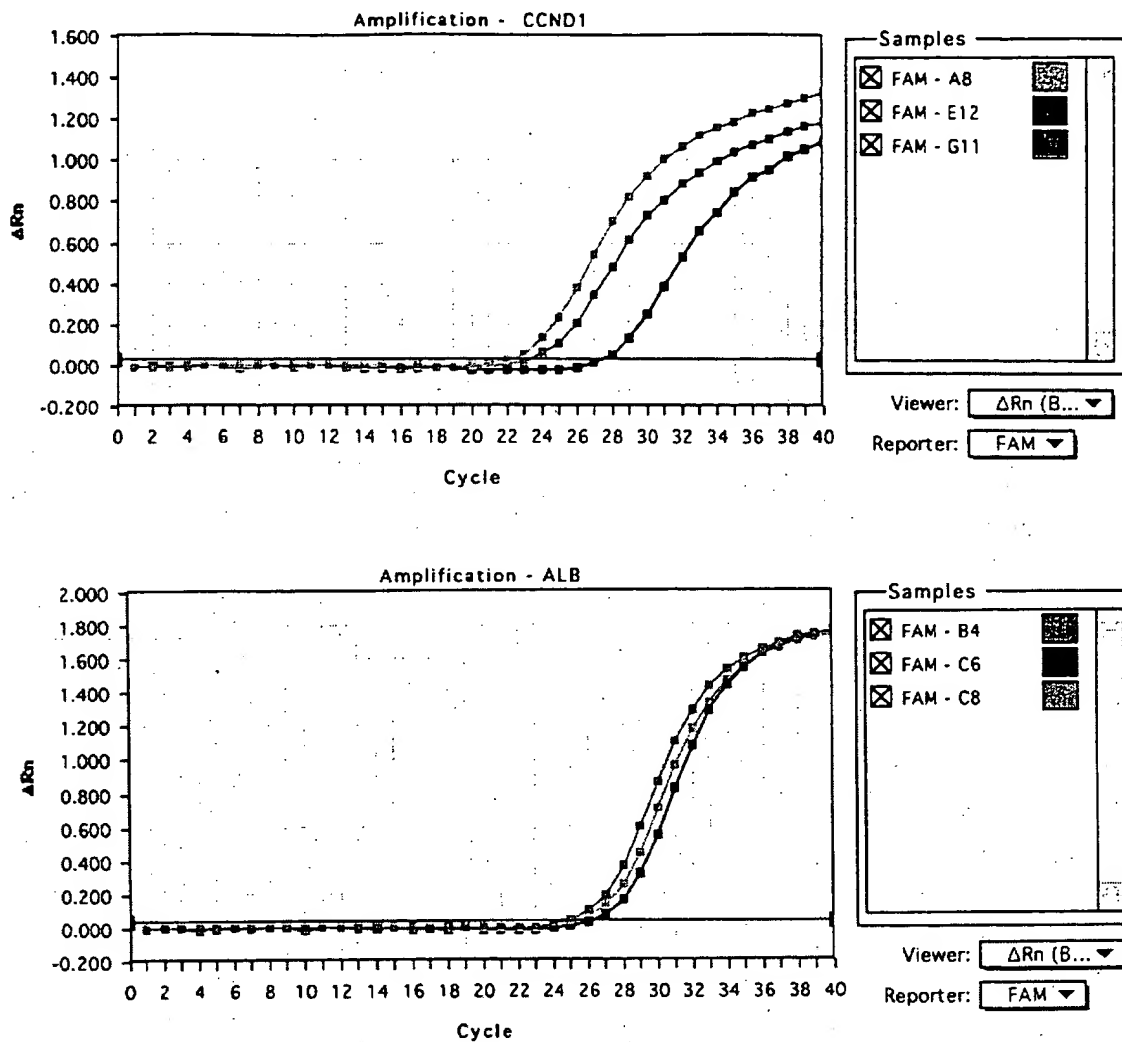 Amplification - CCND1
1.600
1.400
1.200
1.000
0.800
0.600
0.400
0.200
0.000
-0.200
ΔRn
0 2 4 6 8 10 12 14 16 18 20 22 24 26 28 30 32 34 36 38 40
Cycle
Samples
FAM - A8
FAM - E12
FAM - G11
Viewer: ΔRn (B...
Reporter: FAM
Amplification - ALB
2.000
1.800
1.600
1.400
1.200
1.000
0.800
0.600
0.400
0.200
0.000
-0.200
ΔRn
0 2 4 6 8 10 12 14 16 18 20 22 24 26 28 30 32 34 36 38 40
Cycle
Samples
FAM - B4
FAM - C6
FAM - C8
Viewer: ΔRn (B...
Reporter: FAM